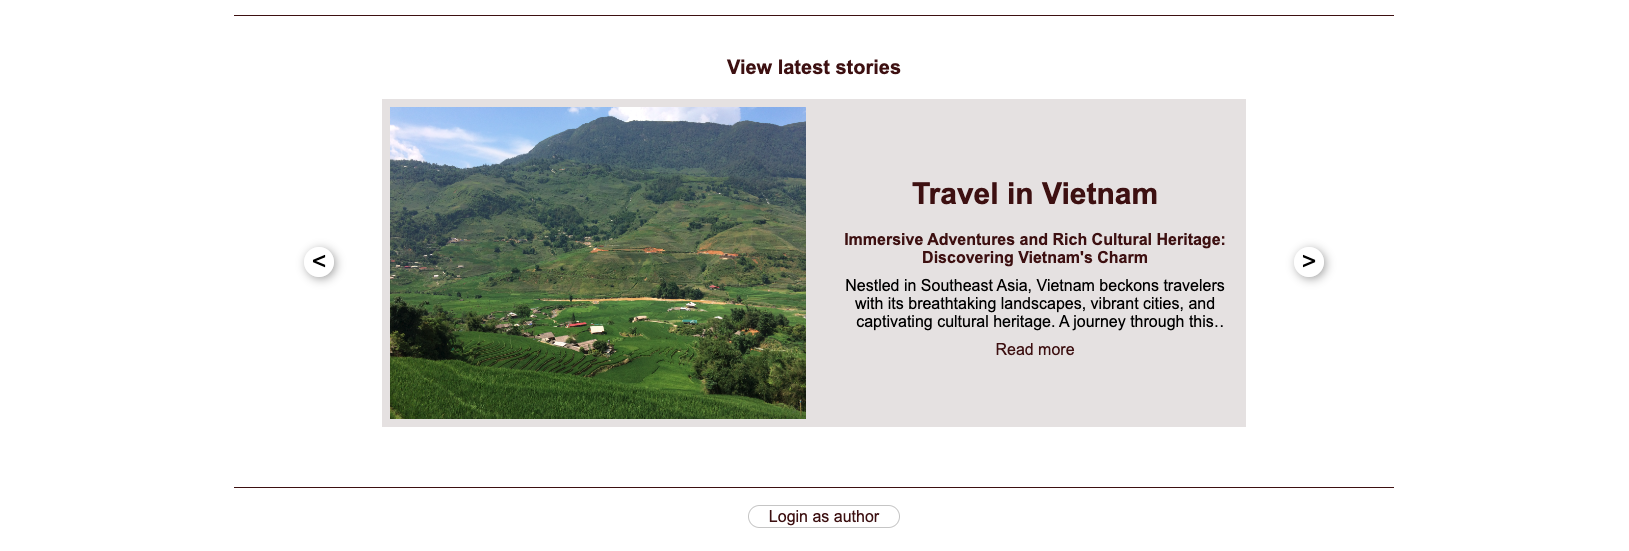 View latest stories
Travel in Vietnam
Immersive Adventures and Rich Cultural Heritage:
Discovering Vietnam's Charm
Nestled in Southeast Asia, Vietnam beckons travelers
with its breathtaking landscapes, vibrant cities, and
captivating cultural heritage. A journey through this..
Read more
<
>
Login as author